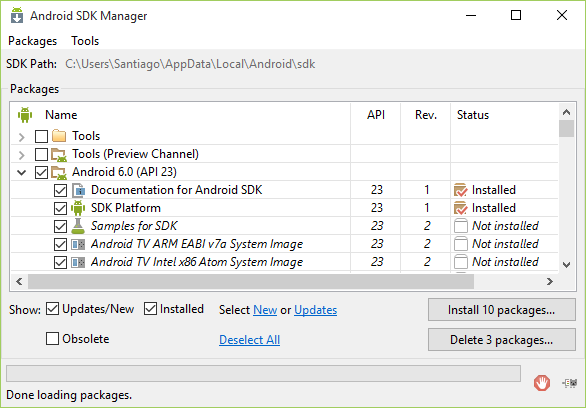 Android SDK Manager
Packages Tools
SDK Path: C:\Users\Santiago\AppData\Local\Android\sdk
Packages
Name API Rev. Status
Tools
Tools (Preview Channel)
Android 6.0 (API 23)
Documentation for Android SDK 23 1 Installed
SDK Platform 23 1 Installed
Samples for SDK 23 2 Not installed
Android TV ARM EABI v7a System Image 23 2 Not installed
Android TV Intel x86 Atom System Image 23 2 Not installed
Show: Updates/New Installed Select New or Updates Install 10 packages...
Obsolete Deselect All Delete 3 packages...
Done loading packages.